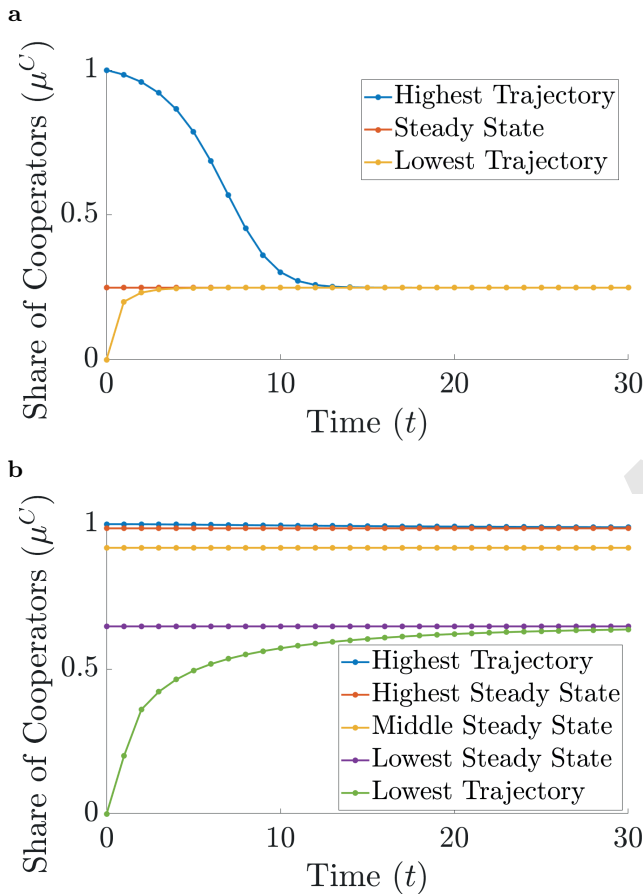 a
Share of Cooperators (μ^C)
1
0.5
0
Highest Trajectory
Steady State
Lowest Trajectory
0 10 20 30
Time (t)
b
Share of Cooperators (μ^C)
1
0.5
0
Highest Trajectory
Highest Steady State
Middle Steady State
Lowest Steady State
Lowest Trajectory
0 10 20 30
Time (t)